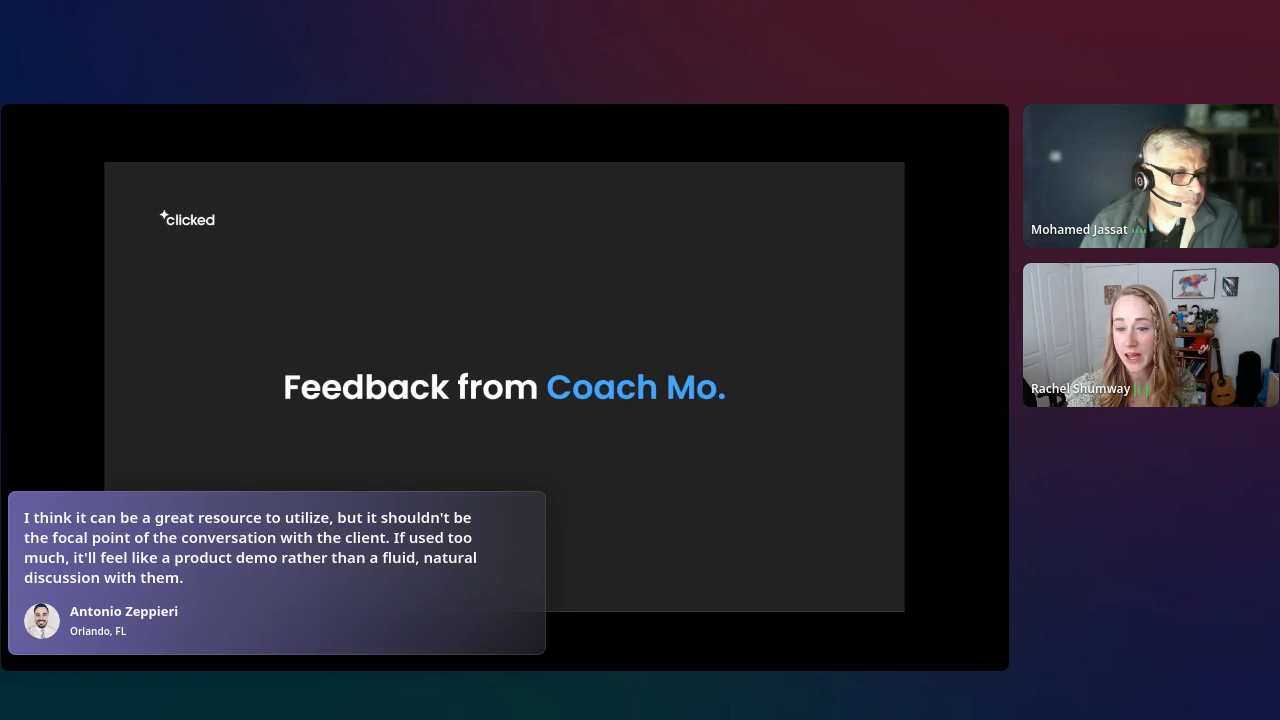 clicked
Feedback from Coach Mo.
I think it can be a great resource to utilize, but it shouldn't be
the focal point of the conversation with the client. If used too
much, it'll feel like a product demo rather than a fluid, natural
discussion with them.
Antonio Zeppieri
Orlando, FL
Mohamed Jassat
Rachel Shumway